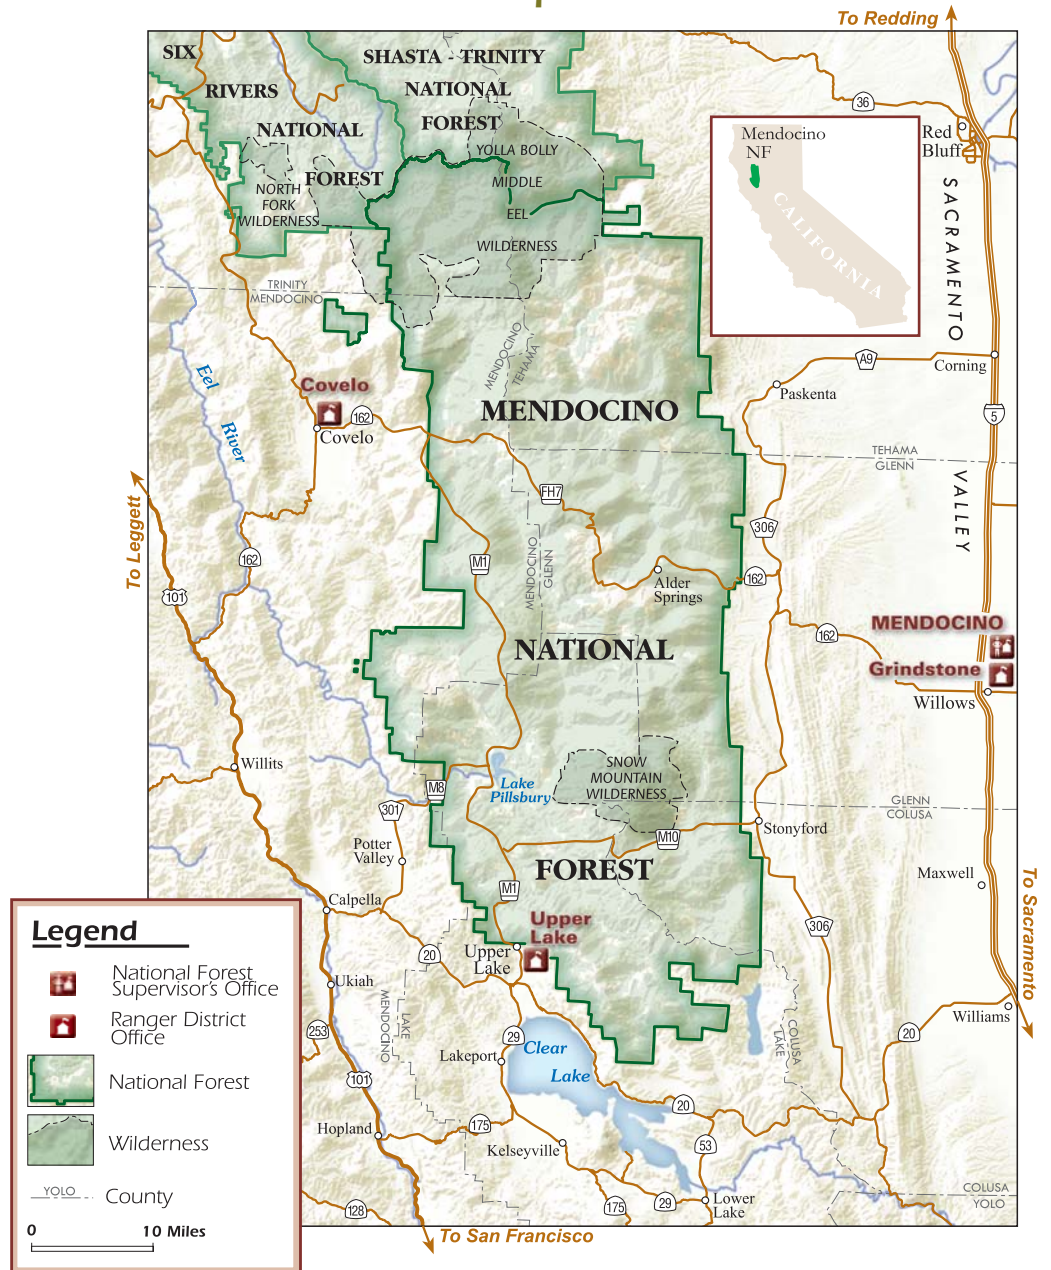 To Redding
SIX
RIVERS
NATIONAL
FOREST
SHASTA - TRINITY
NATIONAL
FOREST
36
Red
Bluff
Mendocino
NF
CALIFORNIA
YOLLA BOLLY
MIDDLE
EEL
WILDERNESS
NORTH
FORK
WILDERNESS
SACRAMENTO
VALLEY
TRINITY
MENDOCINO
MENDOCINO
TEHAMA
A9
Corning
Paskenta
5
Eel
River
Covelo
162
Covelo
MENDOCINO
NATIONAL
FOREST
TEHAMA
GLENN
FH7
306
To Leggett
101
162
M1
MENDOCINO
GLENN
Alder
Springs
162
162
MENDOCINO
Grindstone
Willows
Willits
Lake
Pillsbury
SNOW
MOUNTAIN
WILDERNESS
M8
301
GLENN
COLUSA
Stonyford
M10
Potter
Valley
Maxwell
M1
Calpella
To Sacramento
Upper
Lake
Upper
Lake
20
306
Ukiah
MENDOCINO
LAKE
COLUSA
LAKE
Williams
20
253
29
Clear
Lake
Lakeport
101
20
Hopland
175
Kelseyville
53
Lower
Lake
29
175
128
COLUSA
YOLO
To San Francisco
Legend
National Forest
Supervisor's Office
Ranger District
Office
National Forest
Wilderness
YOLO
County
0
10 Miles